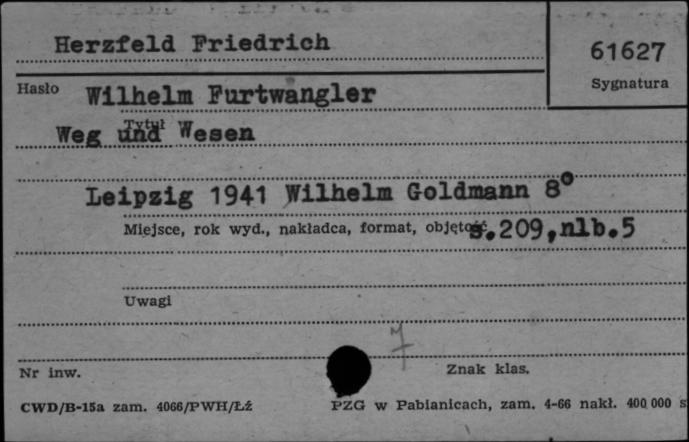 Herzfeld Friedrich
61627
Sygnatura
Hasło
Wilhelm Furtwangler
Tytuł
Weg und Wesen
Leipzig 1941 Wilhelm Goldmann 8°
Miejsce, rok wyd., nakładca, format, objętość
s.209,nlb.5
Uwagi
7
Nr inw.
Znak klas.
CWD/B-15a zam. 4066/PWH/Łź
PZG w Pabianicach, zam. 4-66 nakł. 400 000 s